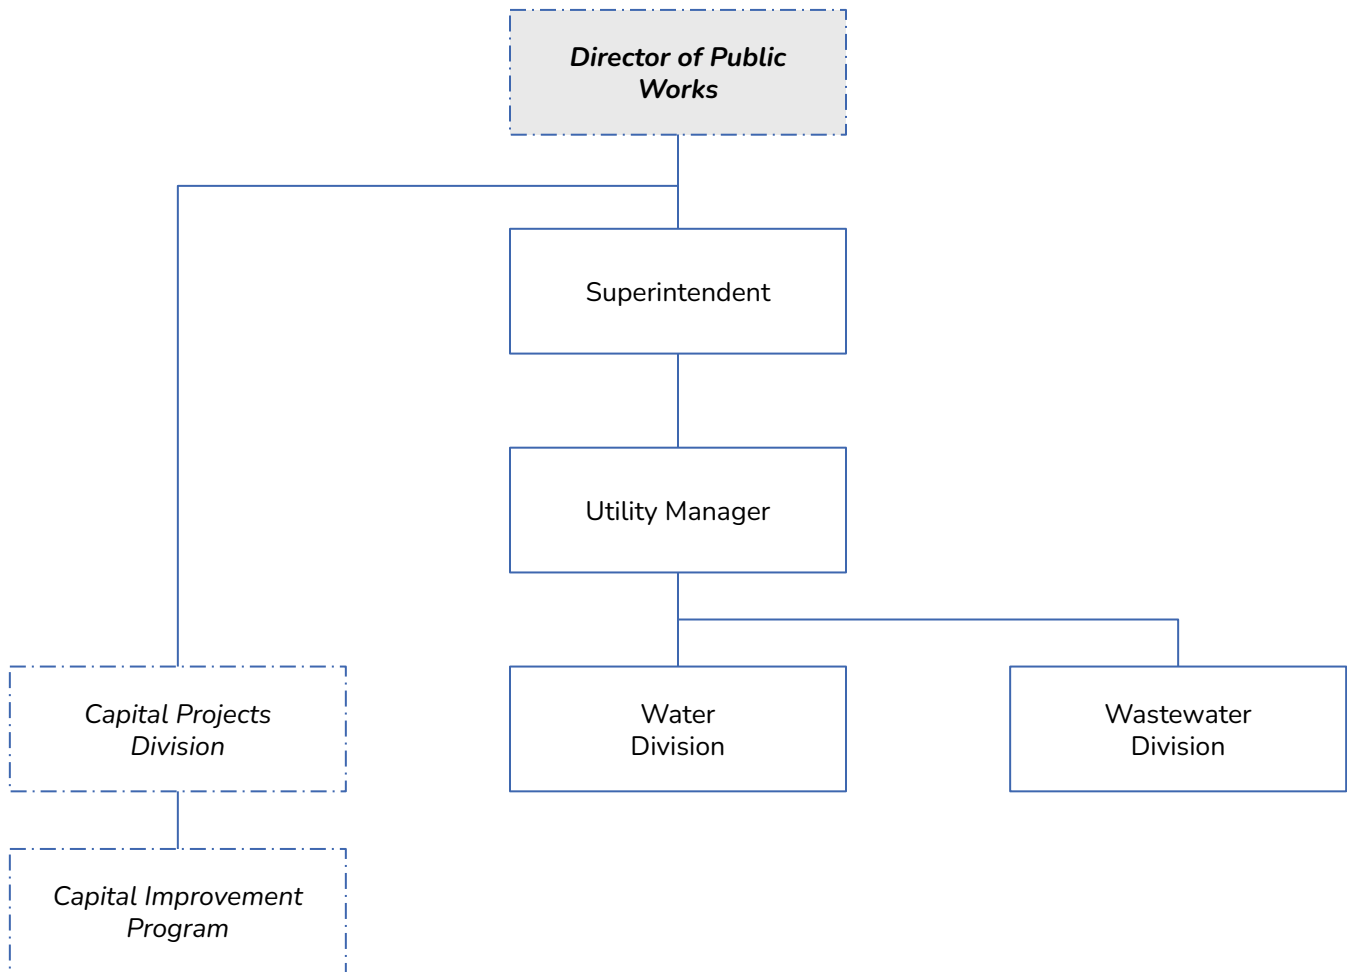 Director of Public
Works
Superintendent
Utility Manager
Capital Projects
Division
Water
Division
Wastewater
Division
Capital Improvement
Program